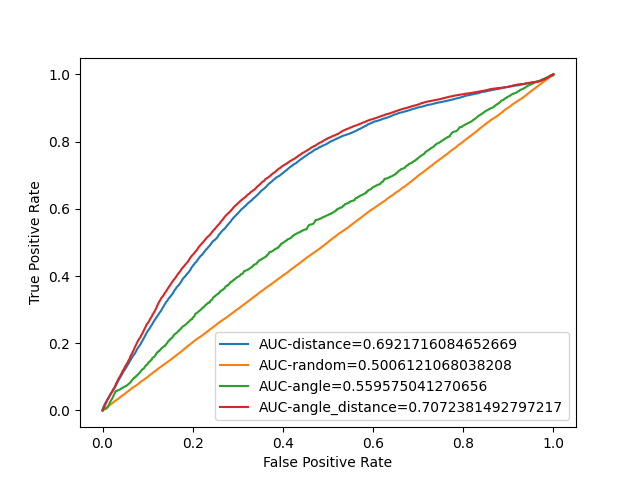 1.0
0.8
0.6
0.4
0.2
0.0
True Positive Rate
AUC-distance=0.6921716084652669
AUC-random=0.5006121068038208
AUC-angle=0.559575041270656
AUC-angle_distance=0.7072381492797217
0.0 0.2 0.4 0.6 0.8 1.0
False Positive Rate